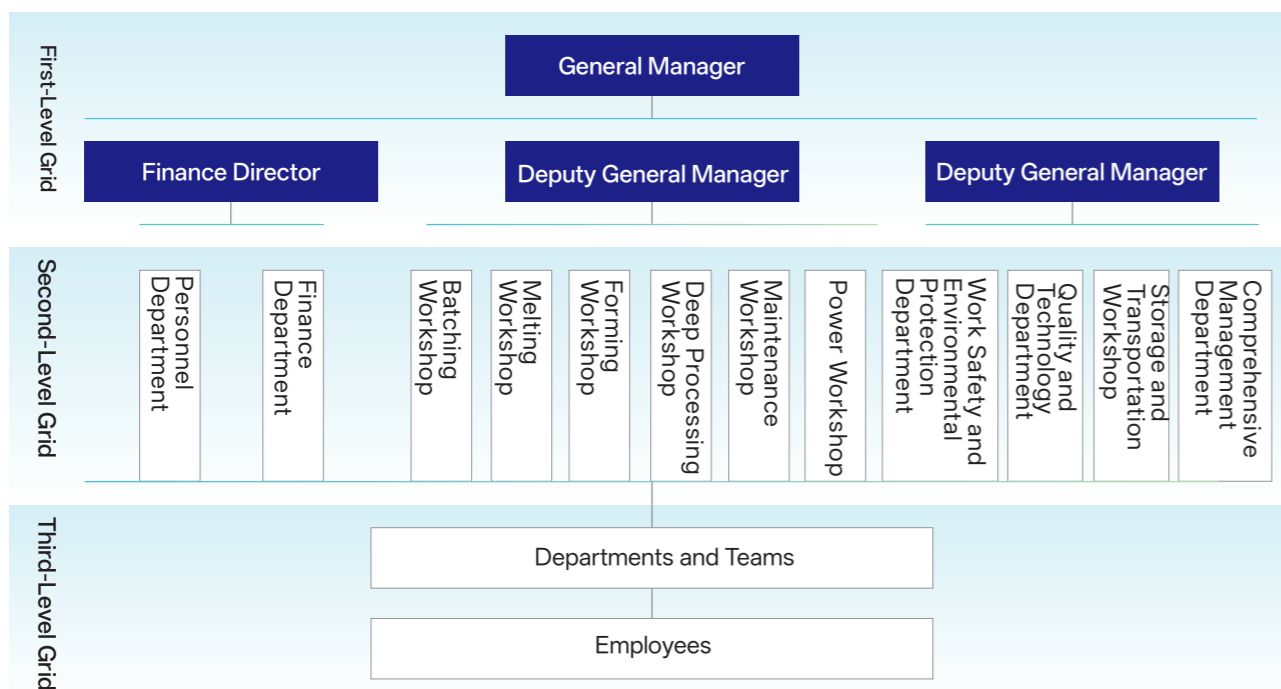 First-Level Grid
General Manager
Finance Director
Deputy General Manager
Deputy General Manager
Second-Level Grid
Personnel
Department
Finance
Department
Batching
Workshop
Melting
Workshop
Forming
Workshop
Deep Processing
Workshop
Maintenance
Workshop
Power Workshop
Work Safety and
Environmental
Protection
Department
Quality and
Technology
Department
Storage and
Transportation
Workshop
Comprehensive
Management
Department
Third-Level Grid
Departments and Teams
Employees